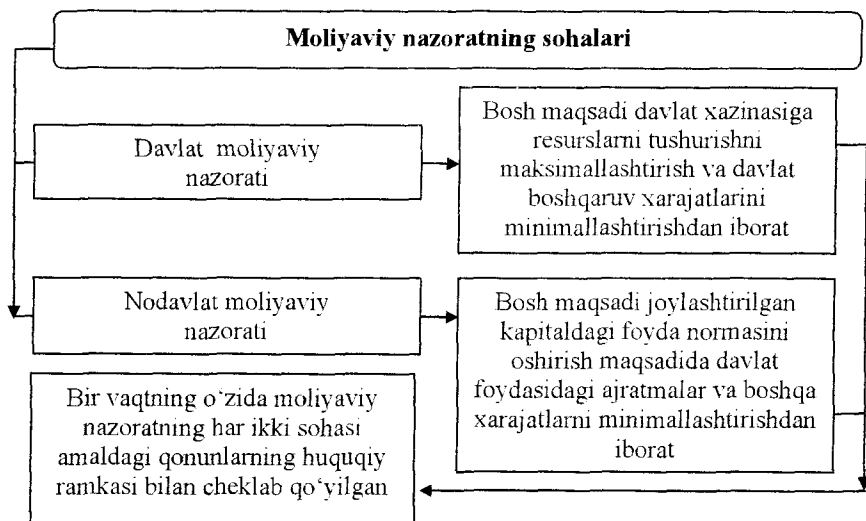 Moliyaviy nazoratning sohalari
Davlat moliyaviy
nazorati
Bosh maqsadi davlat xazinasiga
resurslarni tushurishni
maksimallashtirish va davlat
boshqaruv xarajatlarini
minimallashtirishdan iborat
Nodavlat moliyaviy
nazorati
Bosh maqsadi joylashtirilgan
kapitaldagi foyda normasini
oshirish maqsadida davlat
foydasidagi ajratmalar va boshqa
xarajatlarni minimallashtirishdan
iborat
Bir vaqtning o‘zida moliyaviy
nazoratning har ikki sohasi
amaldagi qonunlarning huquqiy
ramkasi bilan cheklab qo‘yilgan